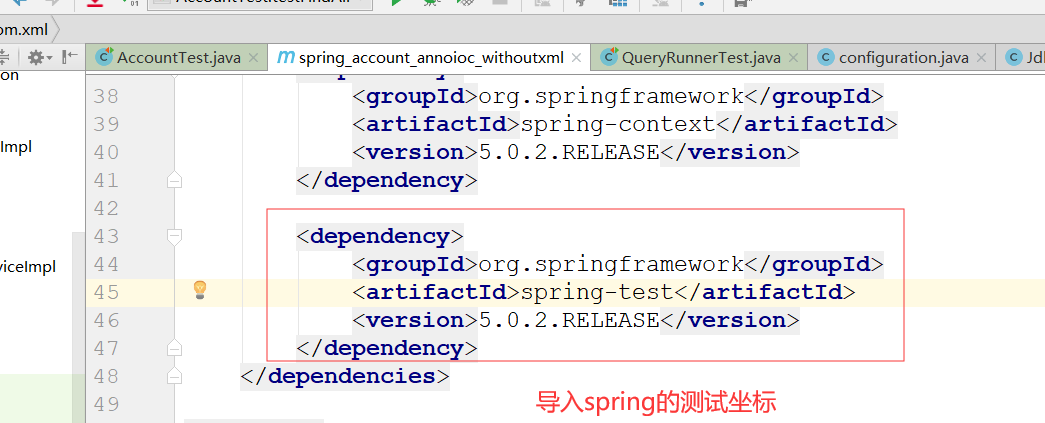 AccountTest.testFindAll
om.xml
AccountTest.java
spring_account_annoioc_withoutxml
QueryRunnerTest.java
configuration.java
Jdl
on
Impl
viceImpl
38 <groupId>org.springframework</groupId>
39 <artifactId>spring-context</artifactId>
40 <version>5.0.2.RELEASE</version>
41 </dependency>
42
43 <dependency>
44 <groupId>org.springframework</groupId>
45 <artifactId>spring-test</artifactId>
46 <version>5.0.2.RELEASE</version>
47 </dependency>
48 </dependencies>
49
导入spring的测试坐标